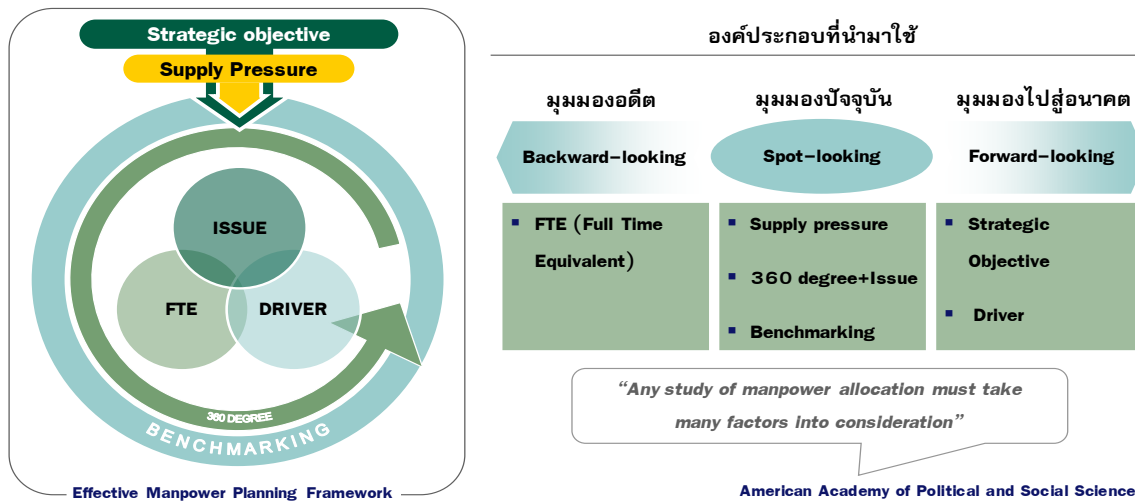 Strategic objective
Supply Pressure
ISSUE
FTE
DRIVER
360 DEGREE
BENCHMARKING
Effective Manpower Planning Framework
องค์ประกอบที่นำมาใช้
มุมมองอดีต
มุมมองปัจจุบัน
มุมมองไปสู่อนาคต
Backward-looking
Spot-looking
Forward-looking
▪ FTE (Full Time
Equivalent)
▪ Supply pressure
▪ 360 degree+Issue
▪ Benchmarking
▪ Strategic
Objective
▪ Driver
“Any study of manpower allocation must take
many factors into consideration”
American Academy of Political and Social Science